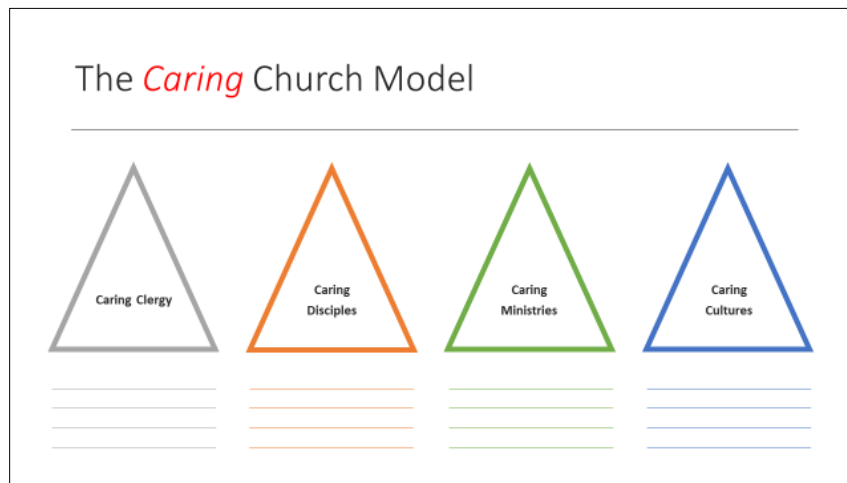 The Caring Church Model
Caring Clergy
Caring
Disciples
Caring
Ministries
Caring
Cultures